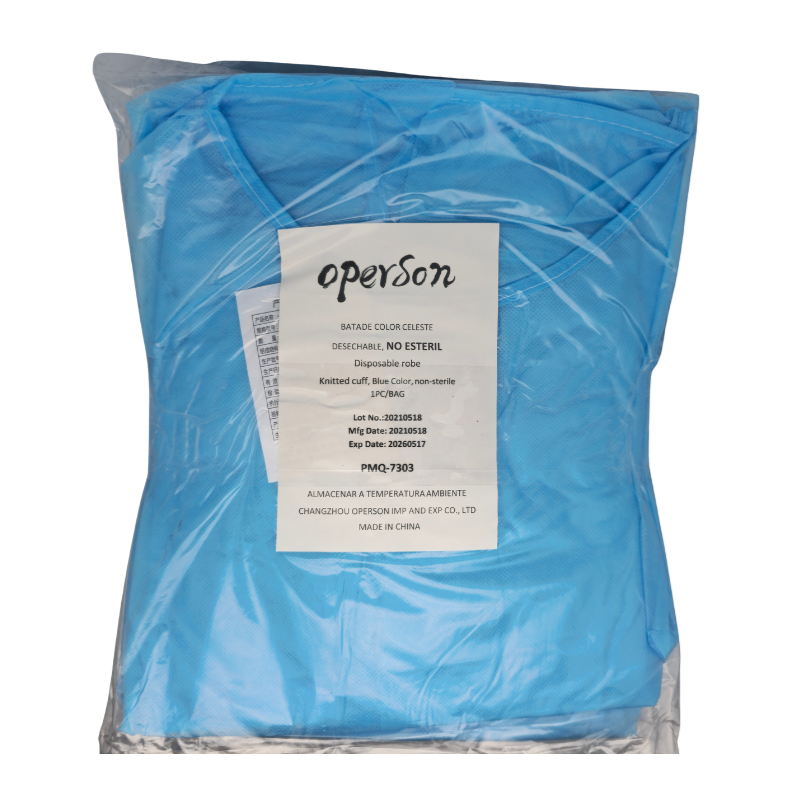 operson
BATADE COLOR CELESTE
DESECHABLE, NO ESTERIL
Disposable robe
Knitted cuff, Blue Color, non-sterile
1PC/BAG
Lot No.:20210518
Mfg Date: 20210518
Exp Date: 20260517
PMQ-7303
ALMACENAR A TEMPERATURA AMBIENTE
CHANGZHOU OPERSON IMP AND EXP CO., LTD
MADE IN CHINA